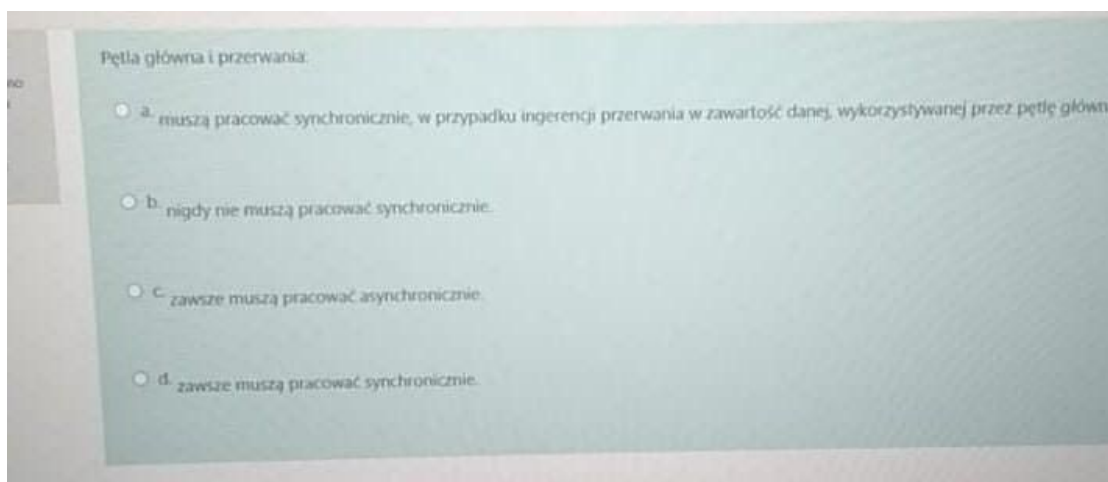 no
Pętla główna i przerwania:
a. muszą pracować synchronicznie, w przypadku ingerencji przerwania w zawartość danej, wykorzystywanej przez pętlę główn
b. nigdy nie muszą pracować synchronicznie.
c. zawsze muszą pracować asynchronicznie.
d. zawsze muszą pracować synchronicznie.